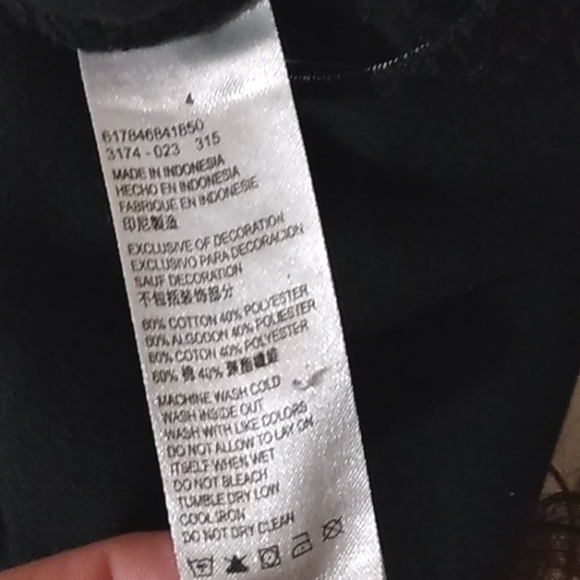 4
617846841850
3174-023 315
MADE IN INDONESIA
HECHO EN INDONESIA
FABRIQUE EN INDONESIE
印尼製造
EXCLUSIVE OF DECORATION
EXCLUSIVO PARA DECORACION
SAUF DECORATION
不包括装饰部分
60% COTTON 40% POLYESTER
60% ALGODON 40% POLIESTER
60% COTON 40% POLYESTER
60% 棉 40% 聚酯纖維
MACHINE WASH COLD
WASH INSIDE OUT
WASH WITH LIKE COLORS
DO NOT ALLOW TO LAY ON
ITSELF WHEN WET
DO NOT BLEACH
TUMBLE DRY LOW
COOL IRON
DO NOT DRY CLEAN